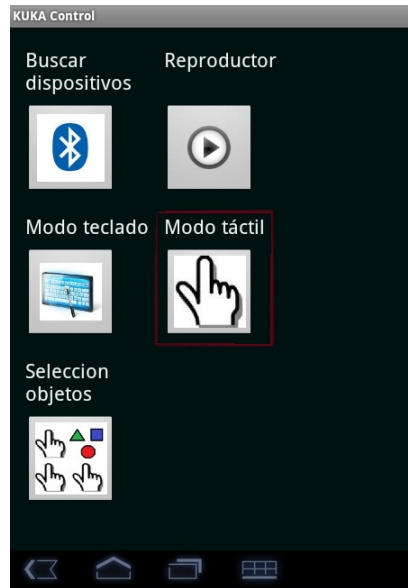 KUKA Control
Buscar
dispositivos
Reproductor
Modo teclado
Modo táctil
Seleccion
objetos